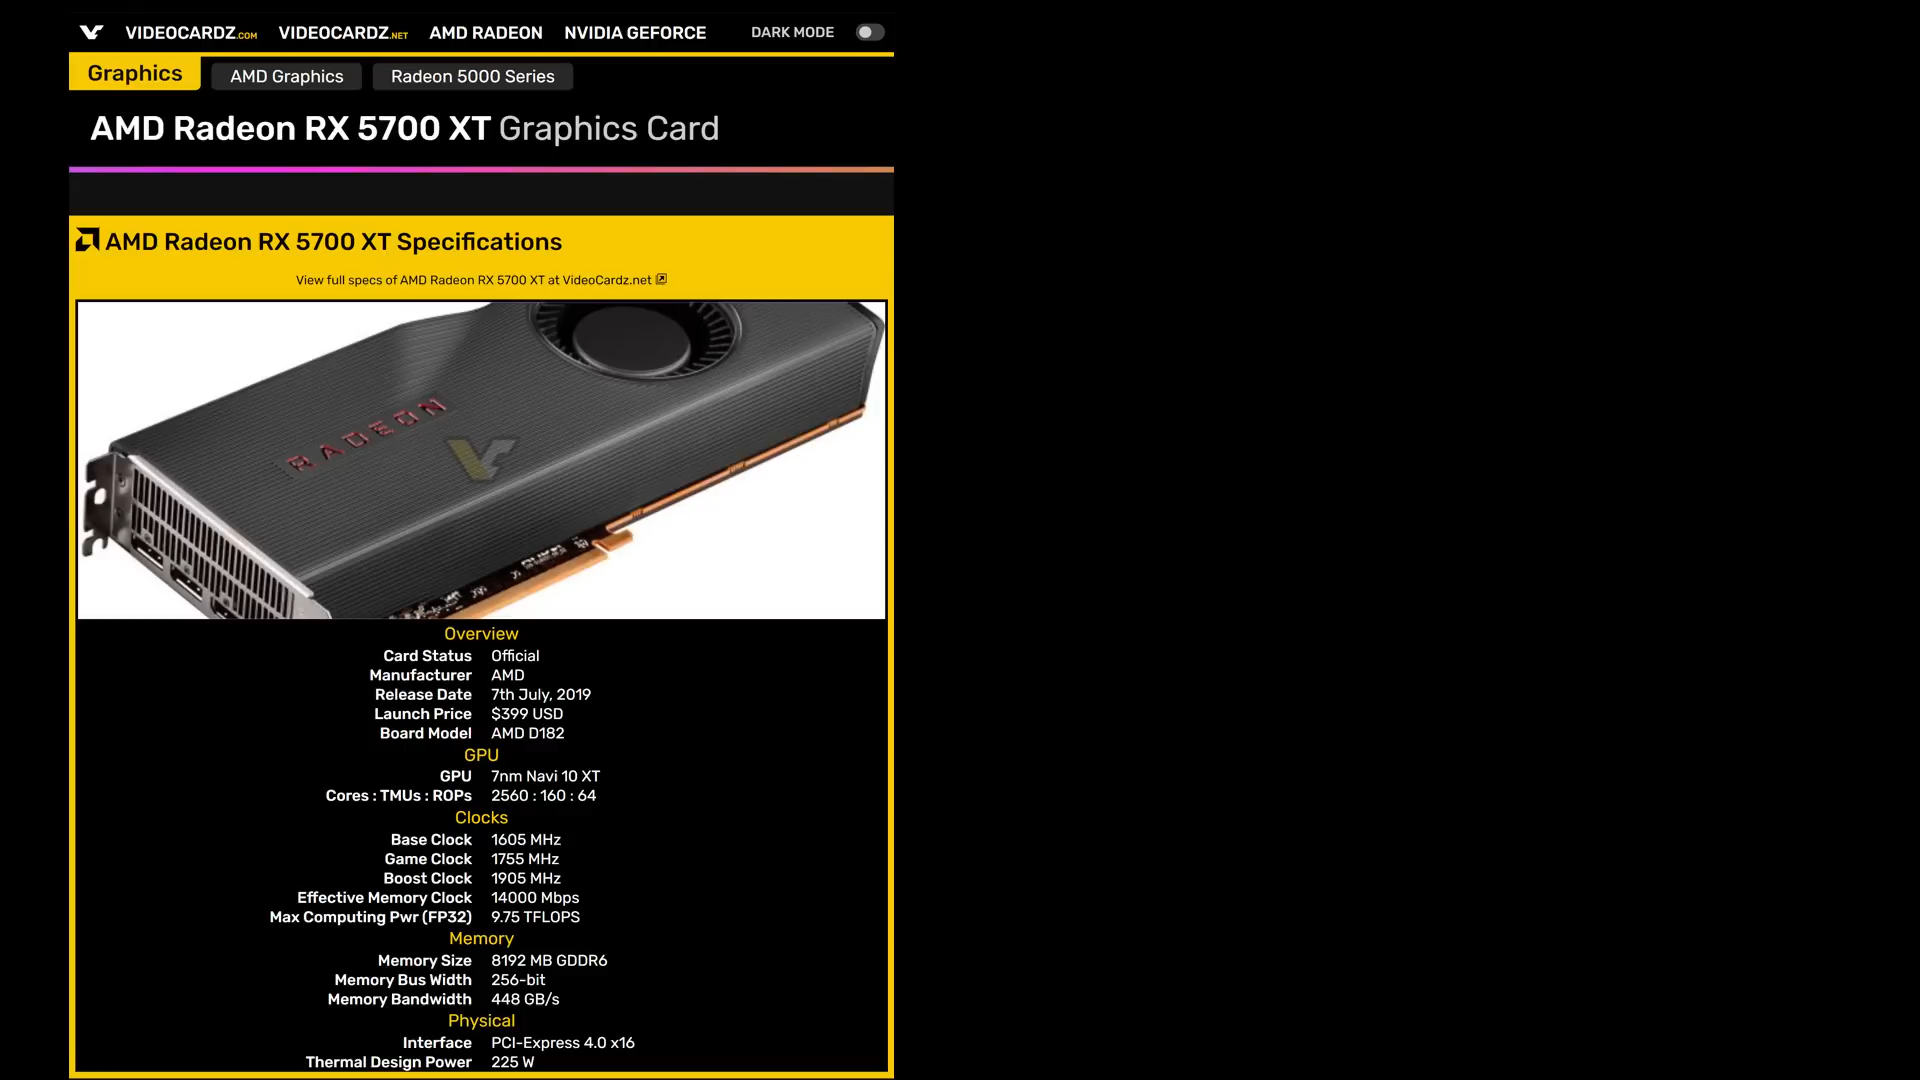 VIDEOCARDZ.COM VIDEOCARDZ.NET AMD RADEON NVIDIA GEFORCE DARK MODE
Graphics AMD Graphics Radeon 5000 Series
AMD Radeon RX 5700 XT Graphics Card
AMD Radeon RX 5700 XT Specifications
View full specs of AMD Radeon RX 5700 XT at VideoCardz.net
RADEON
Overview
Card Status Official
Manufacturer AMD
Release Date 7th July, 2019
Launch Price $399 USD
Board Model AMD D182
GPU
GPU 7nm Navi 10 XT
Cores : TMUs : ROPs 2560 : 160 : 64
Clocks
Base Clock 1605 MHz
Game Clock 1755 MHz
Boost Clock 1905 MHz
Effective Memory Clock 14000 Mbps
Max Computing Pwr (FP32) 9.75 TFLOPS
Memory
Memory Size 8192 MB GDDR6
Memory Bus Width 256-bit
Memory Bandwidth 448 GB/s
Physical
Interface PCI-Express 4.0 x16
Thermal Design Power 225 W